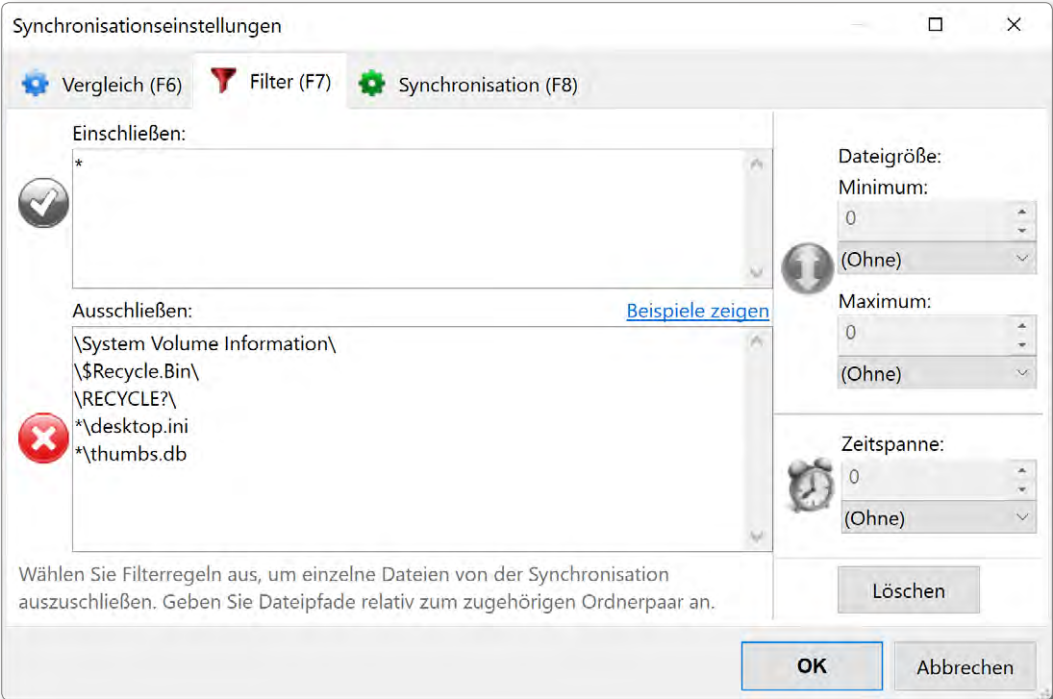 Synchronisationseinstellungen
Vergleich (F6)
Filter (F7)
Synchronisation (F8)
Einschließen:
*
Ausschließen:
Beispiele zeigen
\System Volume Information\
\$Recycle.Bin\
\RECYCLE?\
*\desktop.ini
*\thumbs.db
Wählen Sie Filterregeln aus, um einzelne Dateien von der Synchronisation
auszuschließen. Geben Sie Dateipfade relativ zum zugehörigen Ordnerpaar an.
Dateigröße:
Minimum:
0
(Ohne)
Maximum:
0
(Ohne)
Zeitspanne:
0
(Ohne)
Löschen
OK
Abbrechen